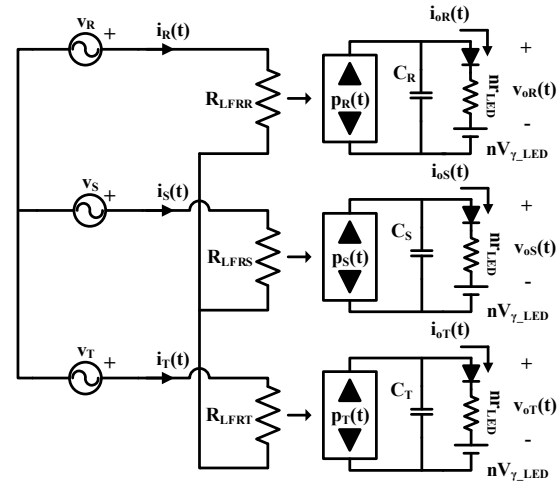 v_R + i_R(t) R_LFRR p_R(t) C_R i_oR(t) nr_LED + v_oR(t) - nV_γ_LED
v_S + i_S(t) R_LFRS p_S(t) C_S i_oS(t) nr_LED + v_oS(t) - nV_γ_LED
v_T + i_T(t) R_LFRT p_T(t) C_T i_oT(t) nr_LED + v_oT(t) - nV_γ_LED